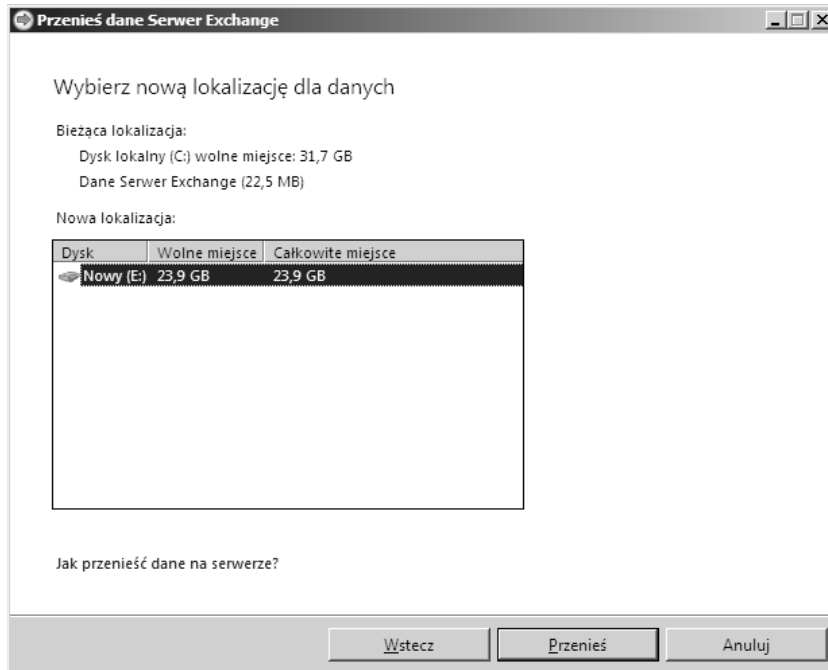 Przenieś dane Serwer Exchange
Wybierz nową lokalizację dla danych
Bieżąca lokalizacja:
Dysk lokalny (C:) wolne miejsce: 31,7 GB
Dane Serwer Exchange (22,5 MB)
Nowa lokalizacja:
Dysk Wolne miejsce Całkowite miejsce
Nowy (E:) 23,9 GB 23,9 GB
Jak przenieść dane na serwerze?
Wstecz Przenieś Anuluj